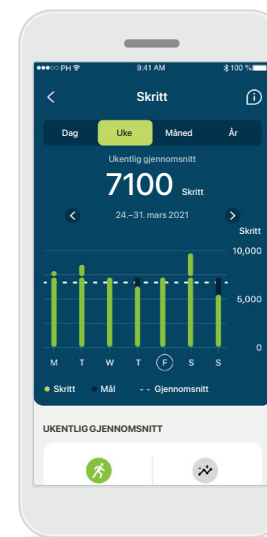 PH 9:41 AM 100 %
Skritt
Dag Uke Måned År
Ukentlig gjennomsnitt
7100 Skritt
24.–31. mars 2021
Skritt
10,000
5,000
0
M T W T F S S
Skritt Mål -- Gjennomsnitt
UKENTLIG GJENNOMSNITT